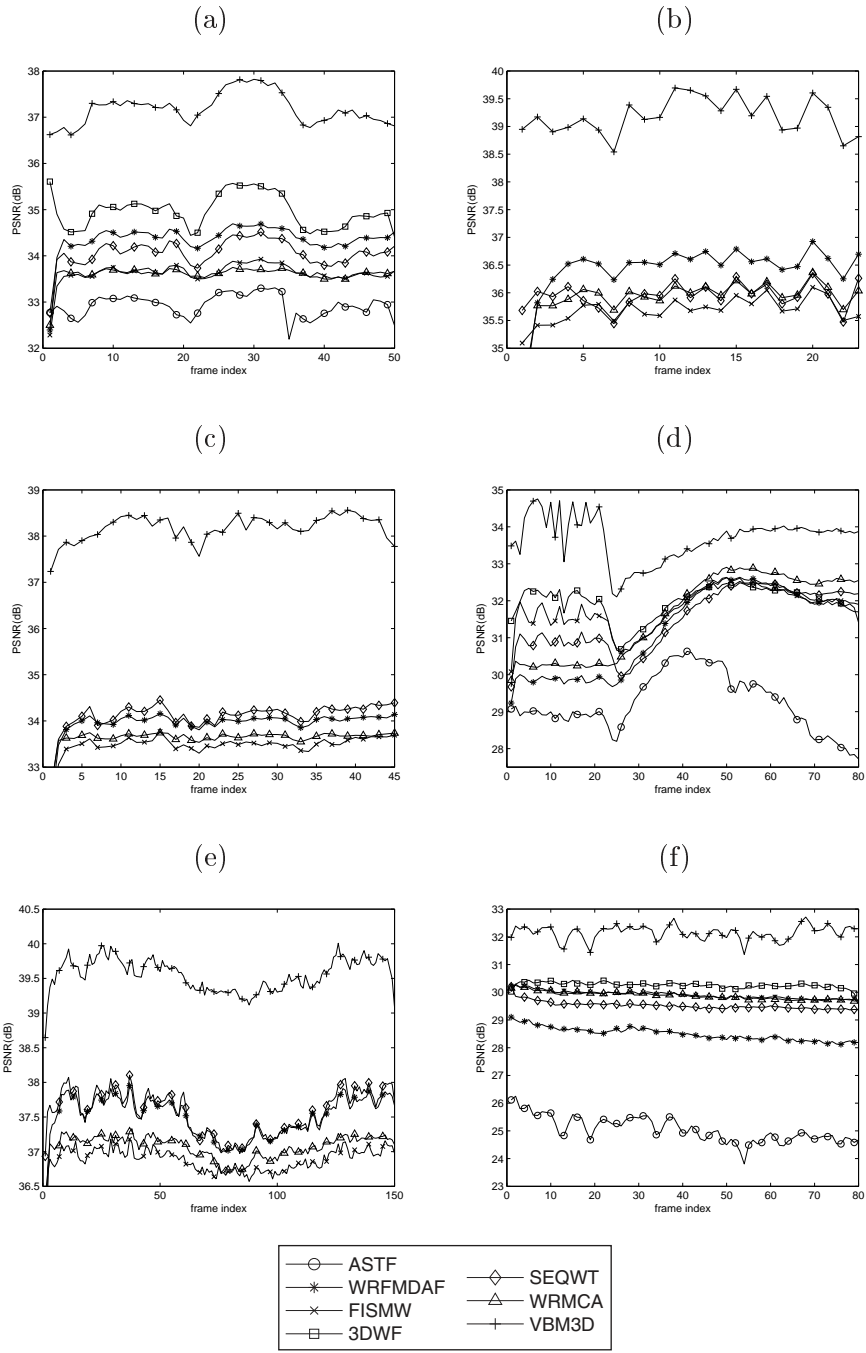 (a)
(b)
38
37
36
35
34
33
32
PSNR(dB)
0 10 20 30 40 50
frame index
40
39.5
39
38.5
38
37.5
37
36.5
36
35.5
35
PSNR(dB)
0 5 10 15 20
frame index
(c)
(d)
39
38
37
36
35
34
33
PSNR(dB)
0 5 10 15 20 25 30 35 40 45
frame index
35
34
33
32
31
30
29
28
PSNR(dB)
0 10 20 30 40 50 60 70 80
frame index
(e)
(f)
40.5
40
39.5
39
38.5
38
37.5
37
36.5
PSNR(dB)
0 50 100 150
frame index
33
32
31
30
29
28
26
25
24
23
PSNR(dB)
0 10 20 30 40 50 60 70 80
frame index
ASTF
WRFMDAF
FISMW
3DWF
SEQWT
WRMCA
VBM3D